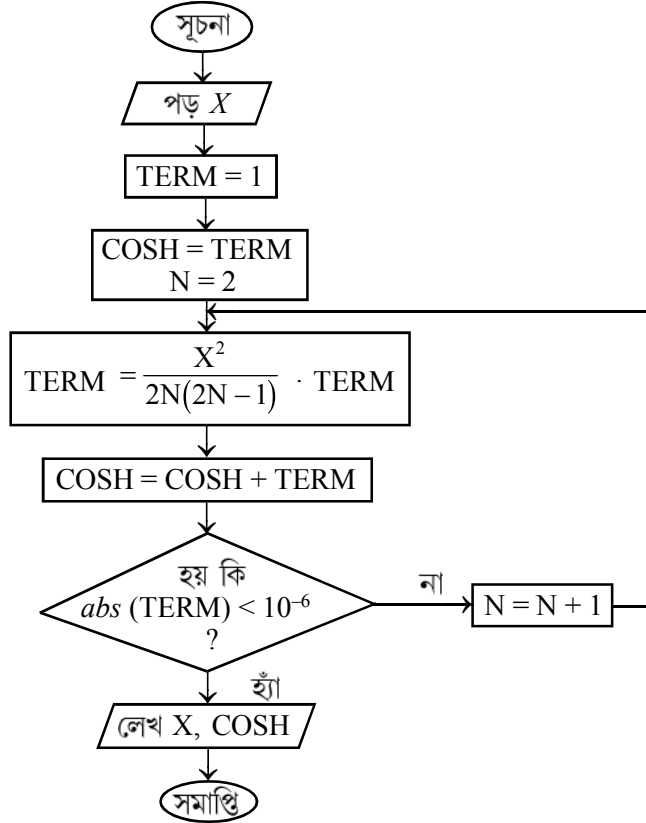 সূচনা
পড় X
TERM = 1
COSH = TERM
N = 2
TERM = X²/2N(2N – 1) · TERM
COSH = COSH + TERM
হয় কি
abs (TERM) < 10⁻⁶
?
না
N = N + 1
হ্যাঁ
লেখ X, COSH
সমাপ্তি